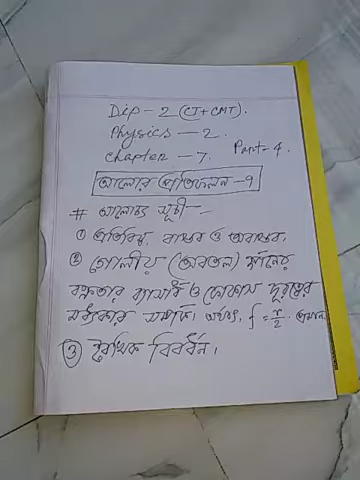 Dip - 2 (CT+CMT).
Physics - 2.
Chapter - 7. Part- 4.
আলোর প্রতিফলন - ৭
# আলোচ্য সূচী -
① প্রতিবিম্ব, বাস্তব ও অবাস্তব,
② গোলীয় (অবতল) দর্পনের
বক্রতার ব্যাসার্ধ ও ফোকাস দূরত্বের
মধ্যকার সম্পর্ক। অর্থাৎ, f = r/2. প্রমান
③ রৈখিক বিবর্ধন।